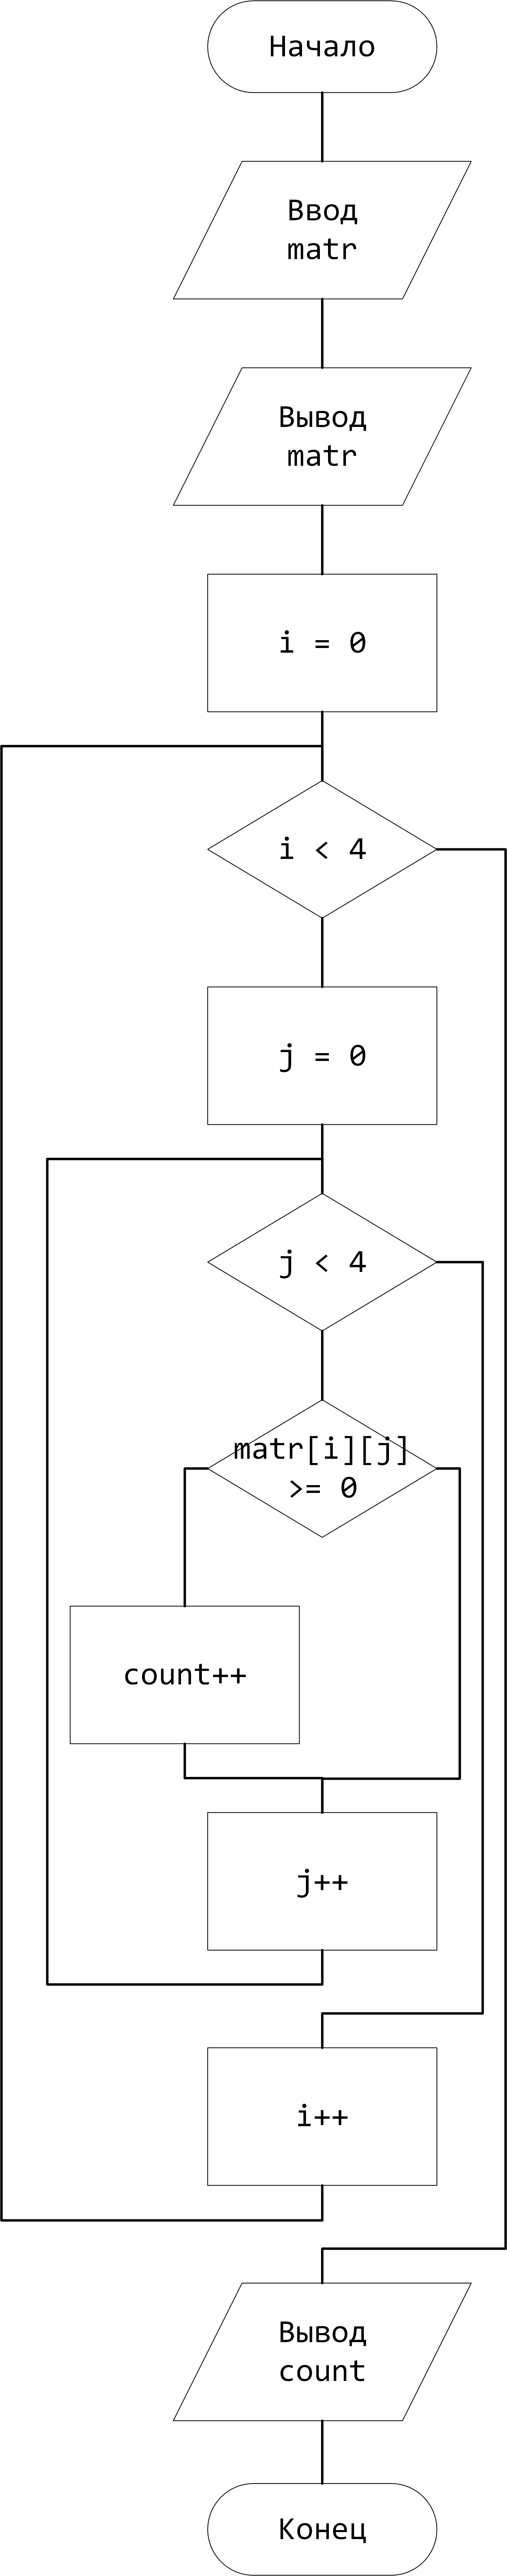 Начало
Ввод
matr
Вывод
matr
i = 0
i < 4
j = 0
j < 4
matr[i][j]
>= 0
count++
j++
i++
Вывод
count
Конец